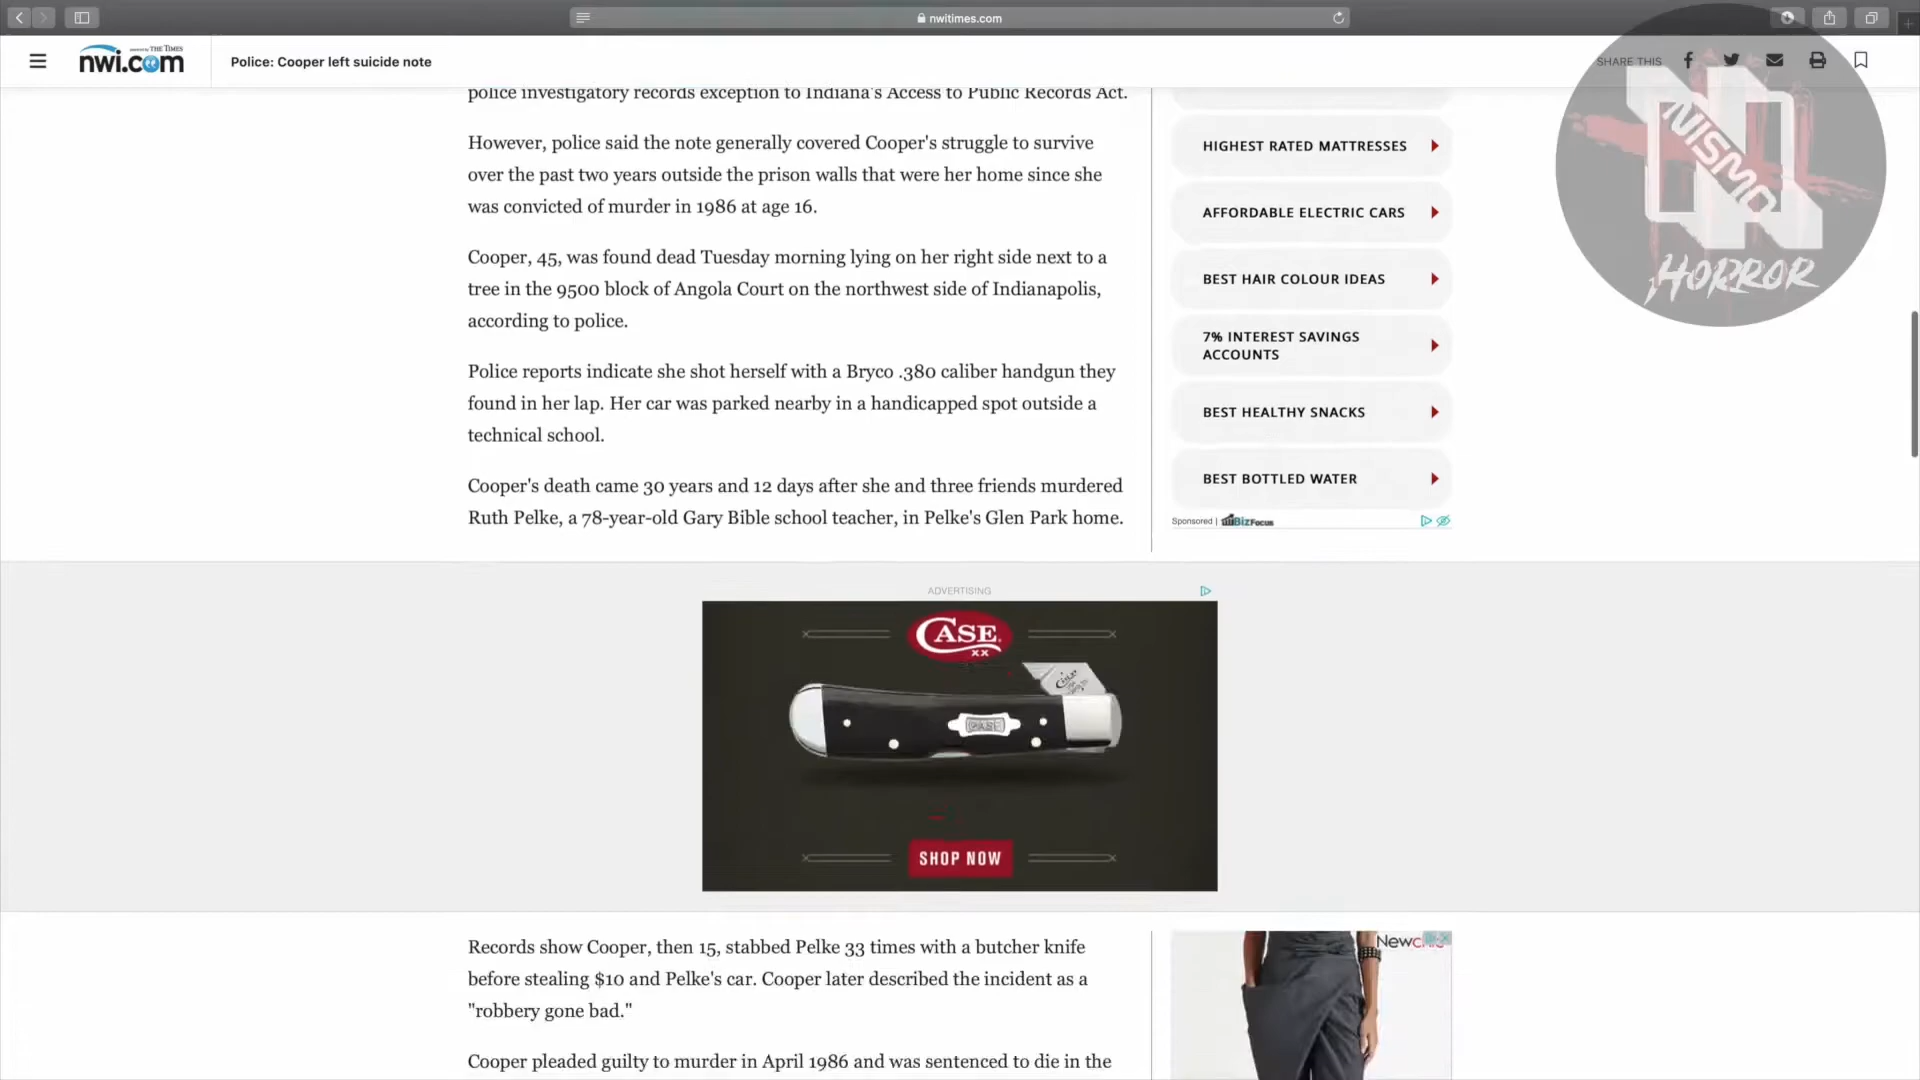 nwitimes.com
powered by THE TIMES
nwi.com
Police: Cooper left suicide note
SHARE THIS
police investigatory records exception to Indiana's Access to Public Records Act.
However, police said the note generally covered Cooper's struggle to survive
over the past two years outside the prison walls that were her home since she
was convicted of murder in 1986 at age 16.
Cooper, 45, was found dead Tuesday morning lying on her right side next to a
tree in the 9500 block of Angola Court on the northwest side of Indianapolis,
according to police.
Police reports indicate she shot herself with a Bryco .380 caliber handgun they
found in her lap. Her car was parked nearby in a handicapped spot outside a
technical school.
Cooper's death came 30 years and 12 days after she and three friends murdered
Ruth Pelke, a 78-year-old Gary Bible school teacher, in Pelke's Glen Park home.
HIGHEST RATED MATTRESSES
AFFORDABLE ELECTRIC CARS
BEST HAIR COLOUR IDEAS
7% INTEREST SAVINGS
ACCOUNTS
BEST HEALTHY SNACKS
BEST BOTTLED WATER
Sponsored | BizFocus
N
NISMO
HORROR
ADVERTISING
CASE
XX
CASE
SHOP NOW
Records show Cooper, then 15, stabbed Pelke 33 times with a butcher knife
before stealing $10 and Pelke's car. Cooper later described the incident as a
"robbery gone bad."
Cooper pleaded guilty to murder in April 1986 and was sentenced to die in the
Newchic